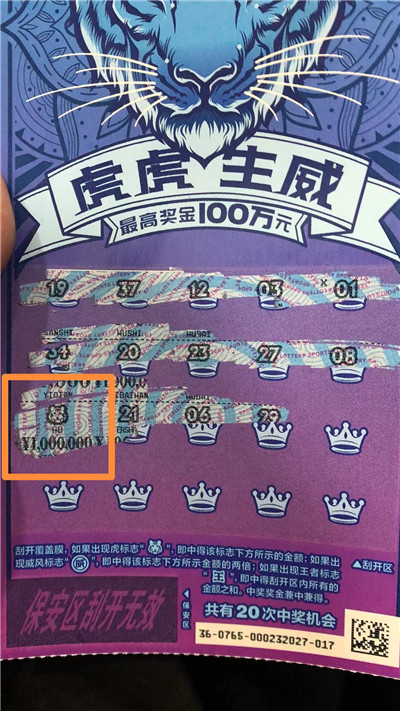 虎虎生威
最高奖金100万元
19 37 12 03 01
WUSHI
34 20 23 27 08
21 06 29
HU
¥1,000,000
刮开覆盖膜，如果出现虎标志“ ”，即中得该标志下方所示的金额；如果出
现威风标志“ ”，即中得该标志下方所示金额的两倍；如果出现王者标志
“王”，即中得刮开区内所有的
金额之和。中奖奖金兼中兼得。
▲刮开区
保安区刮开无效
◀保安区
共有20次中奖机会
36-0765-000232027-017